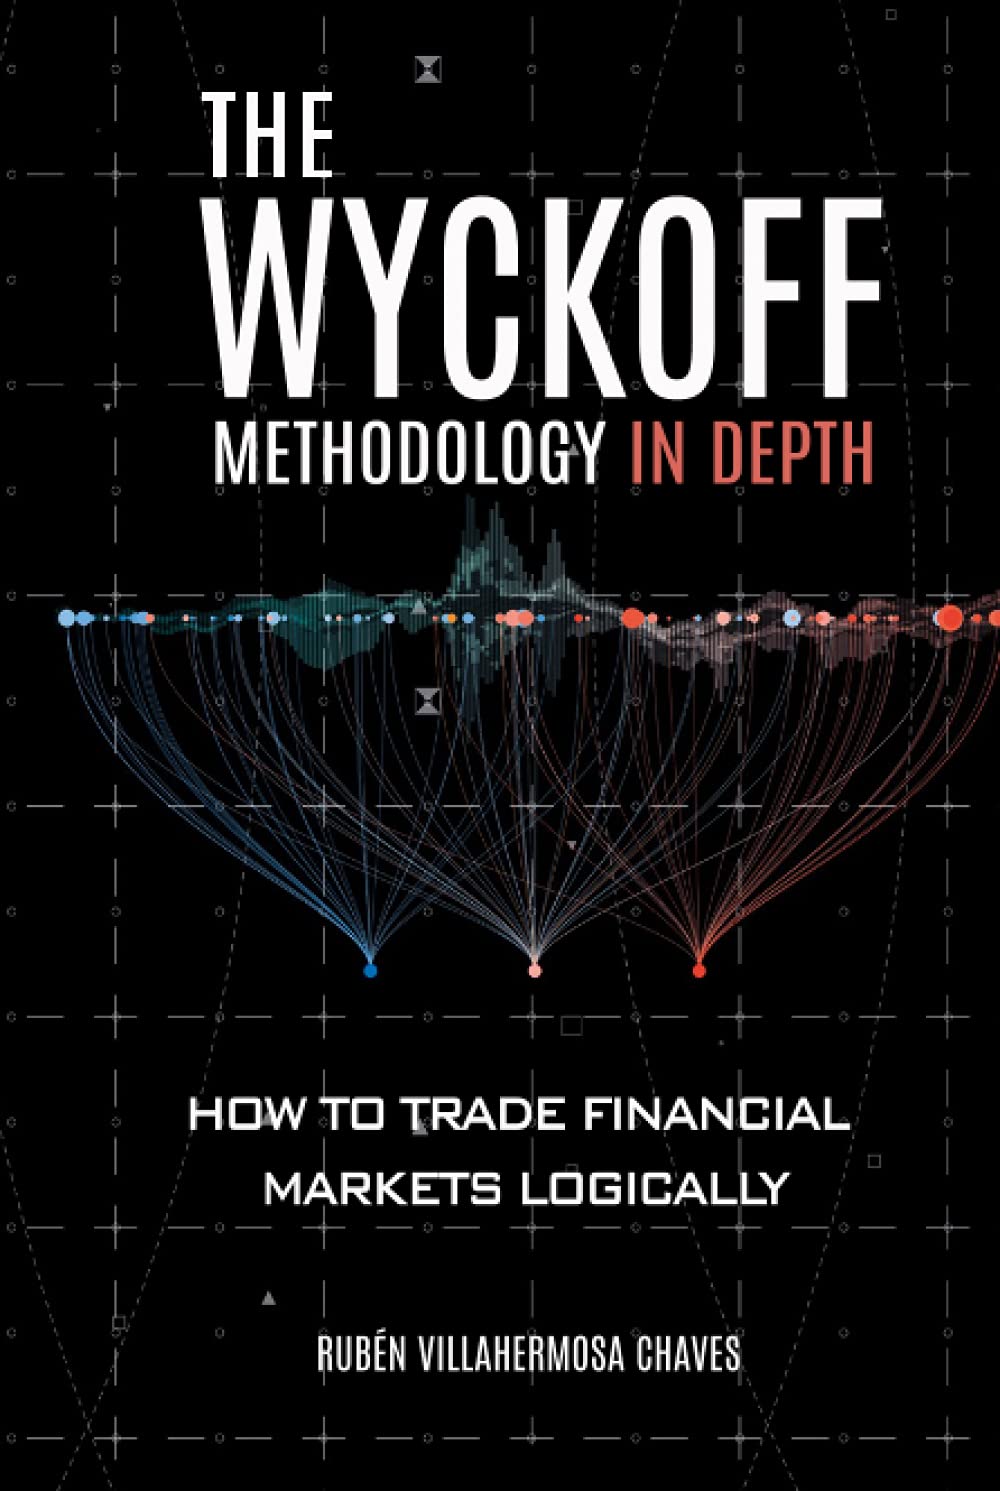 THE
WYCKOFF
METHODOLOGY IN DEPTH
HOW TO TRADE FINANCIAL
MARKETS LOGICALLY
RUBÉN VILLAHERMOSA CHAVES